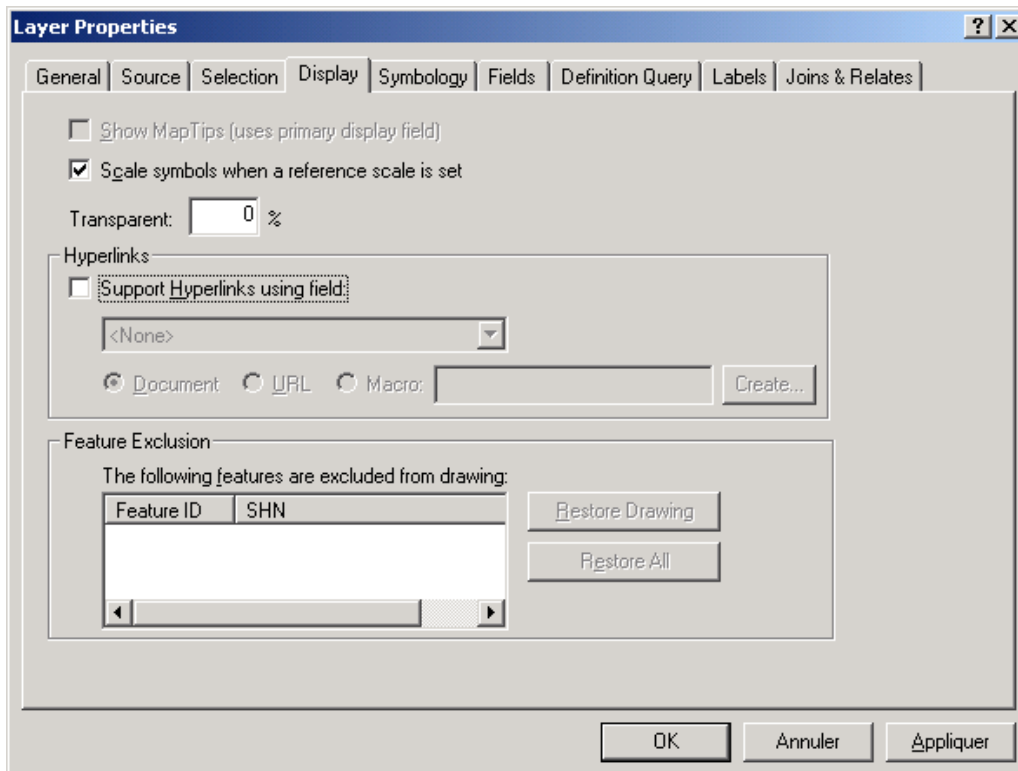 Layer Properties
General Source Selection Display Symbology Fields Definition Query Labels Joins & Relates
Show MapTips (uses primary display field)
Scale symbols when a reference scale is set
Transparent: 0 %
Hyperlinks
Support Hyperlinks using field:
<None>
Document URL Macro: Create...
Feature Exclusion
The following features are excluded from drawing:
Feature ID SHN
Restore Drawing
Restore All
OK Annuler Appliquer